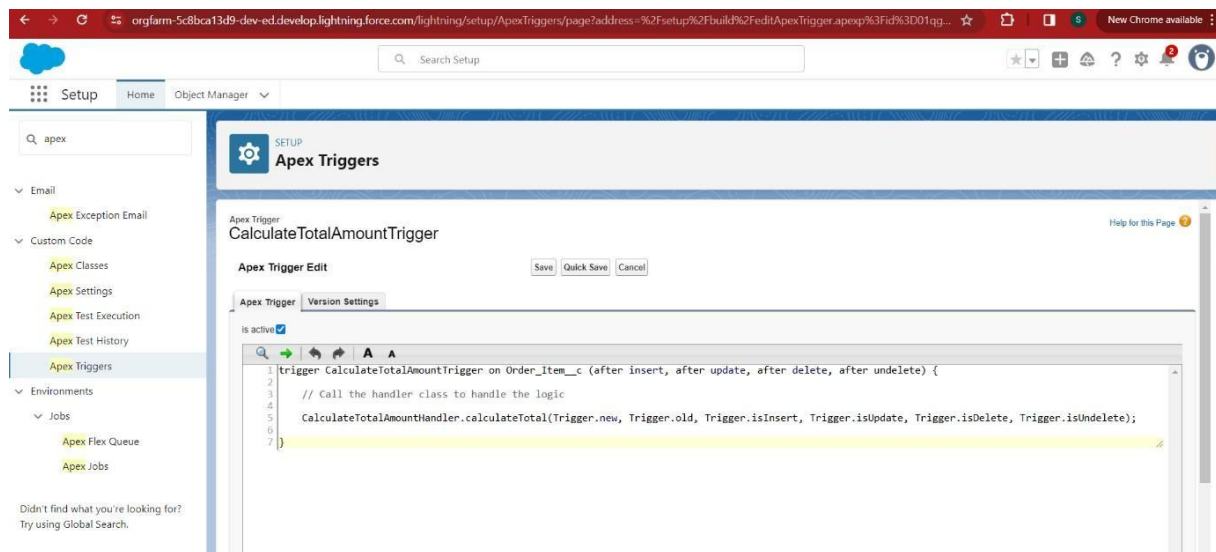 orgfarm-5c8bca13d9-dev-ed.develop.lightning.force.com/lightning/setup/ApexTriggers/page?address=%2Fsetup%2Fbuild%2FeditApexTrigger.apexp%3Fid%3D01qg...
S
New Chrome available
Search Setup
2
Setup Home Object Manager
apex
SETUP
Apex Triggers
Email
Apex Exception Email
Custom Code
Apex Classes
Apex Settings
Apex Test Execution
Apex Test History
Apex Triggers
Environments
Jobs
Apex Flex Queue
Apex Jobs
Didn't find what you're looking for?
Try using Global Search.
Apex Trigger
CalculateTotalAmountTrigger
Help for this Page
Apex Trigger Edit Save Quick Save Cancel
Apex Trigger Version Settings
is active
A A
1 trigger CalculateTotalAmountTrigger on Order_Item__c (after insert, after update, after delete, after undelete) {
2
3 // Call the handler class to handle the logic
4
5 CalculateTotalAmountHandler.calculateTotal(Trigger.new, Trigger.old, Trigger.isInsert, Trigger.isUpdate, Trigger.isDelete, Trigger.isUndelete);
6
7 }